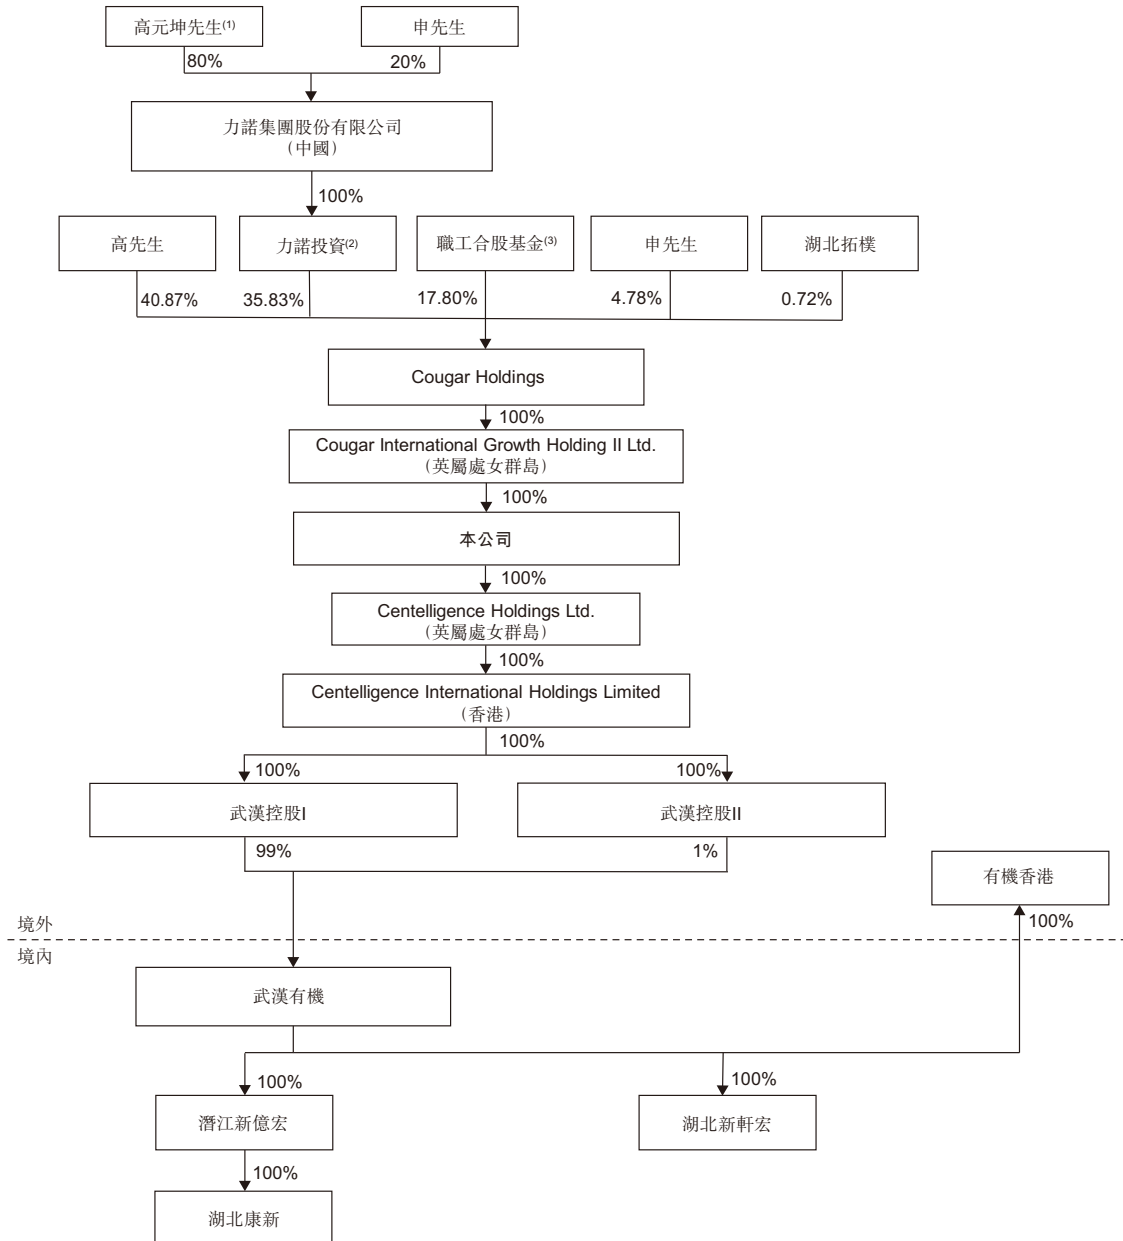 高元坤先生(1)
申先生
80%
20%
力諾集團股份有限公司
（中國）
100%
高先生
力諾投資(2)
職工合股基金(3)
申先生
湖北拓樸
40.87%
35.83%
17.80%
4.78%
0.72%
Cougar Holdings
100%
Cougar International Growth Holding II Ltd.
（英屬處女群島）
100%
本公司
100%
Centelligence Holdings Ltd.
（英屬處女群島）
100%
Centelligence International Holdings Limited
（香港）
100%
100%
100%
武漢控股I
武漢控股II
99%
1%
有機香港
100%
境外
境內
武漢有機
100%
100%
潛江新億宏
湖北新軒宏
100%
湖北康新